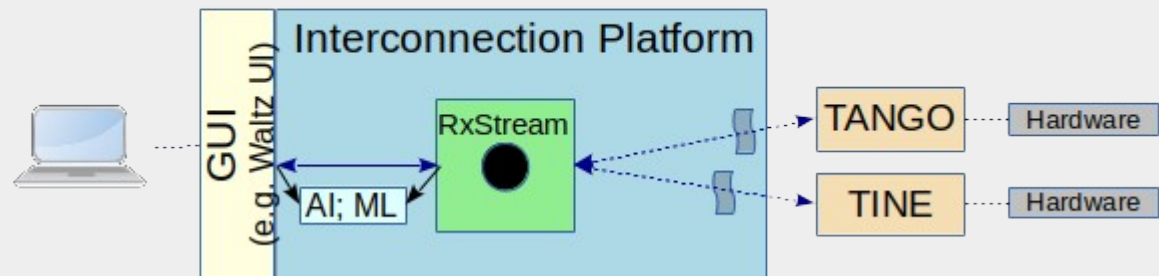 Interconnection Platform
GUI
(e.g. Waltz UI)
RxStream
AI; ML
TANGO
Hardware
TINE
Hardware